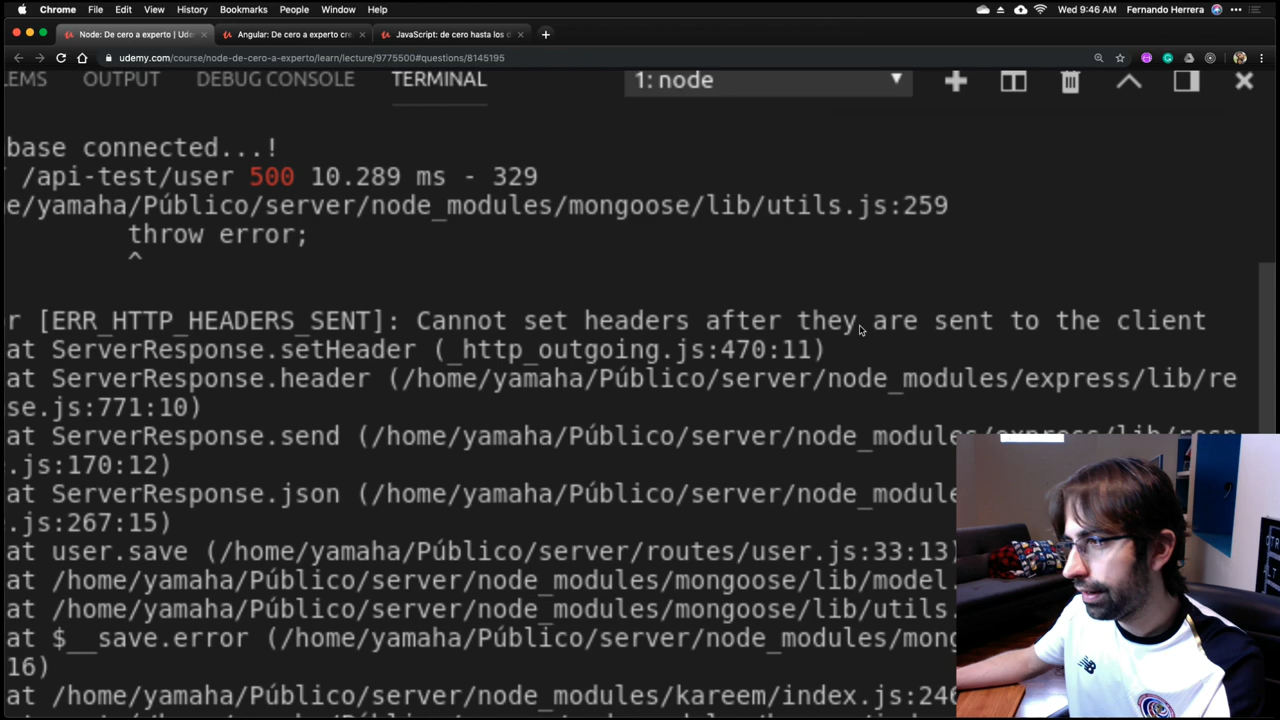 Chrome File Edit View History Bookmarks People Window Help Wed 9:46 AM Fernando Herrera
Node: De cero a experto | Ude Angular: De cero a experto cre JavaScript: de cero hasta los d
udemy.com/course/node-de-cero-a-experto/learn/lecture/9775500#questions/8145195
LEMS OUTPUT DEBUG CONSOLE TERMINAL 1: node
base connected...!
/api-test/user 500 10.289 ms - 329
e/yamaha/Público/server/node_modules/mongoose/lib/utils.js:259
throw error;
^
r [ERR_HTTP_HEADERS_SENT]: Cannot set headers after they are sent to the client
at ServerResponse.setHeader (_http_outgoing.js:470:11)
at ServerResponse.header (/home/yamaha/Público/server/node_modules/express/lib/re
se.js:771:10)
at ServerResponse.send (/home/yamaha/Público/server/node_modules/express/lib/resp
.js:170:12)
at ServerResponse.json (/home/yamaha/Público/server/node_module
.js:267:15)
at user.save (/home/yamaha/Público/server/routes/user.js:33:13)
at /home/yamaha/Público/server/node_modules/mongoose/lib/model.
at /home/yamaha/Público/server/node_modules/mongoose/lib/utils.
at $__save.error (/home/yamaha/Público/server/node_modules/mong
16)
at /home/yamaha/Público/server/node_modules/kareem/index.js:246